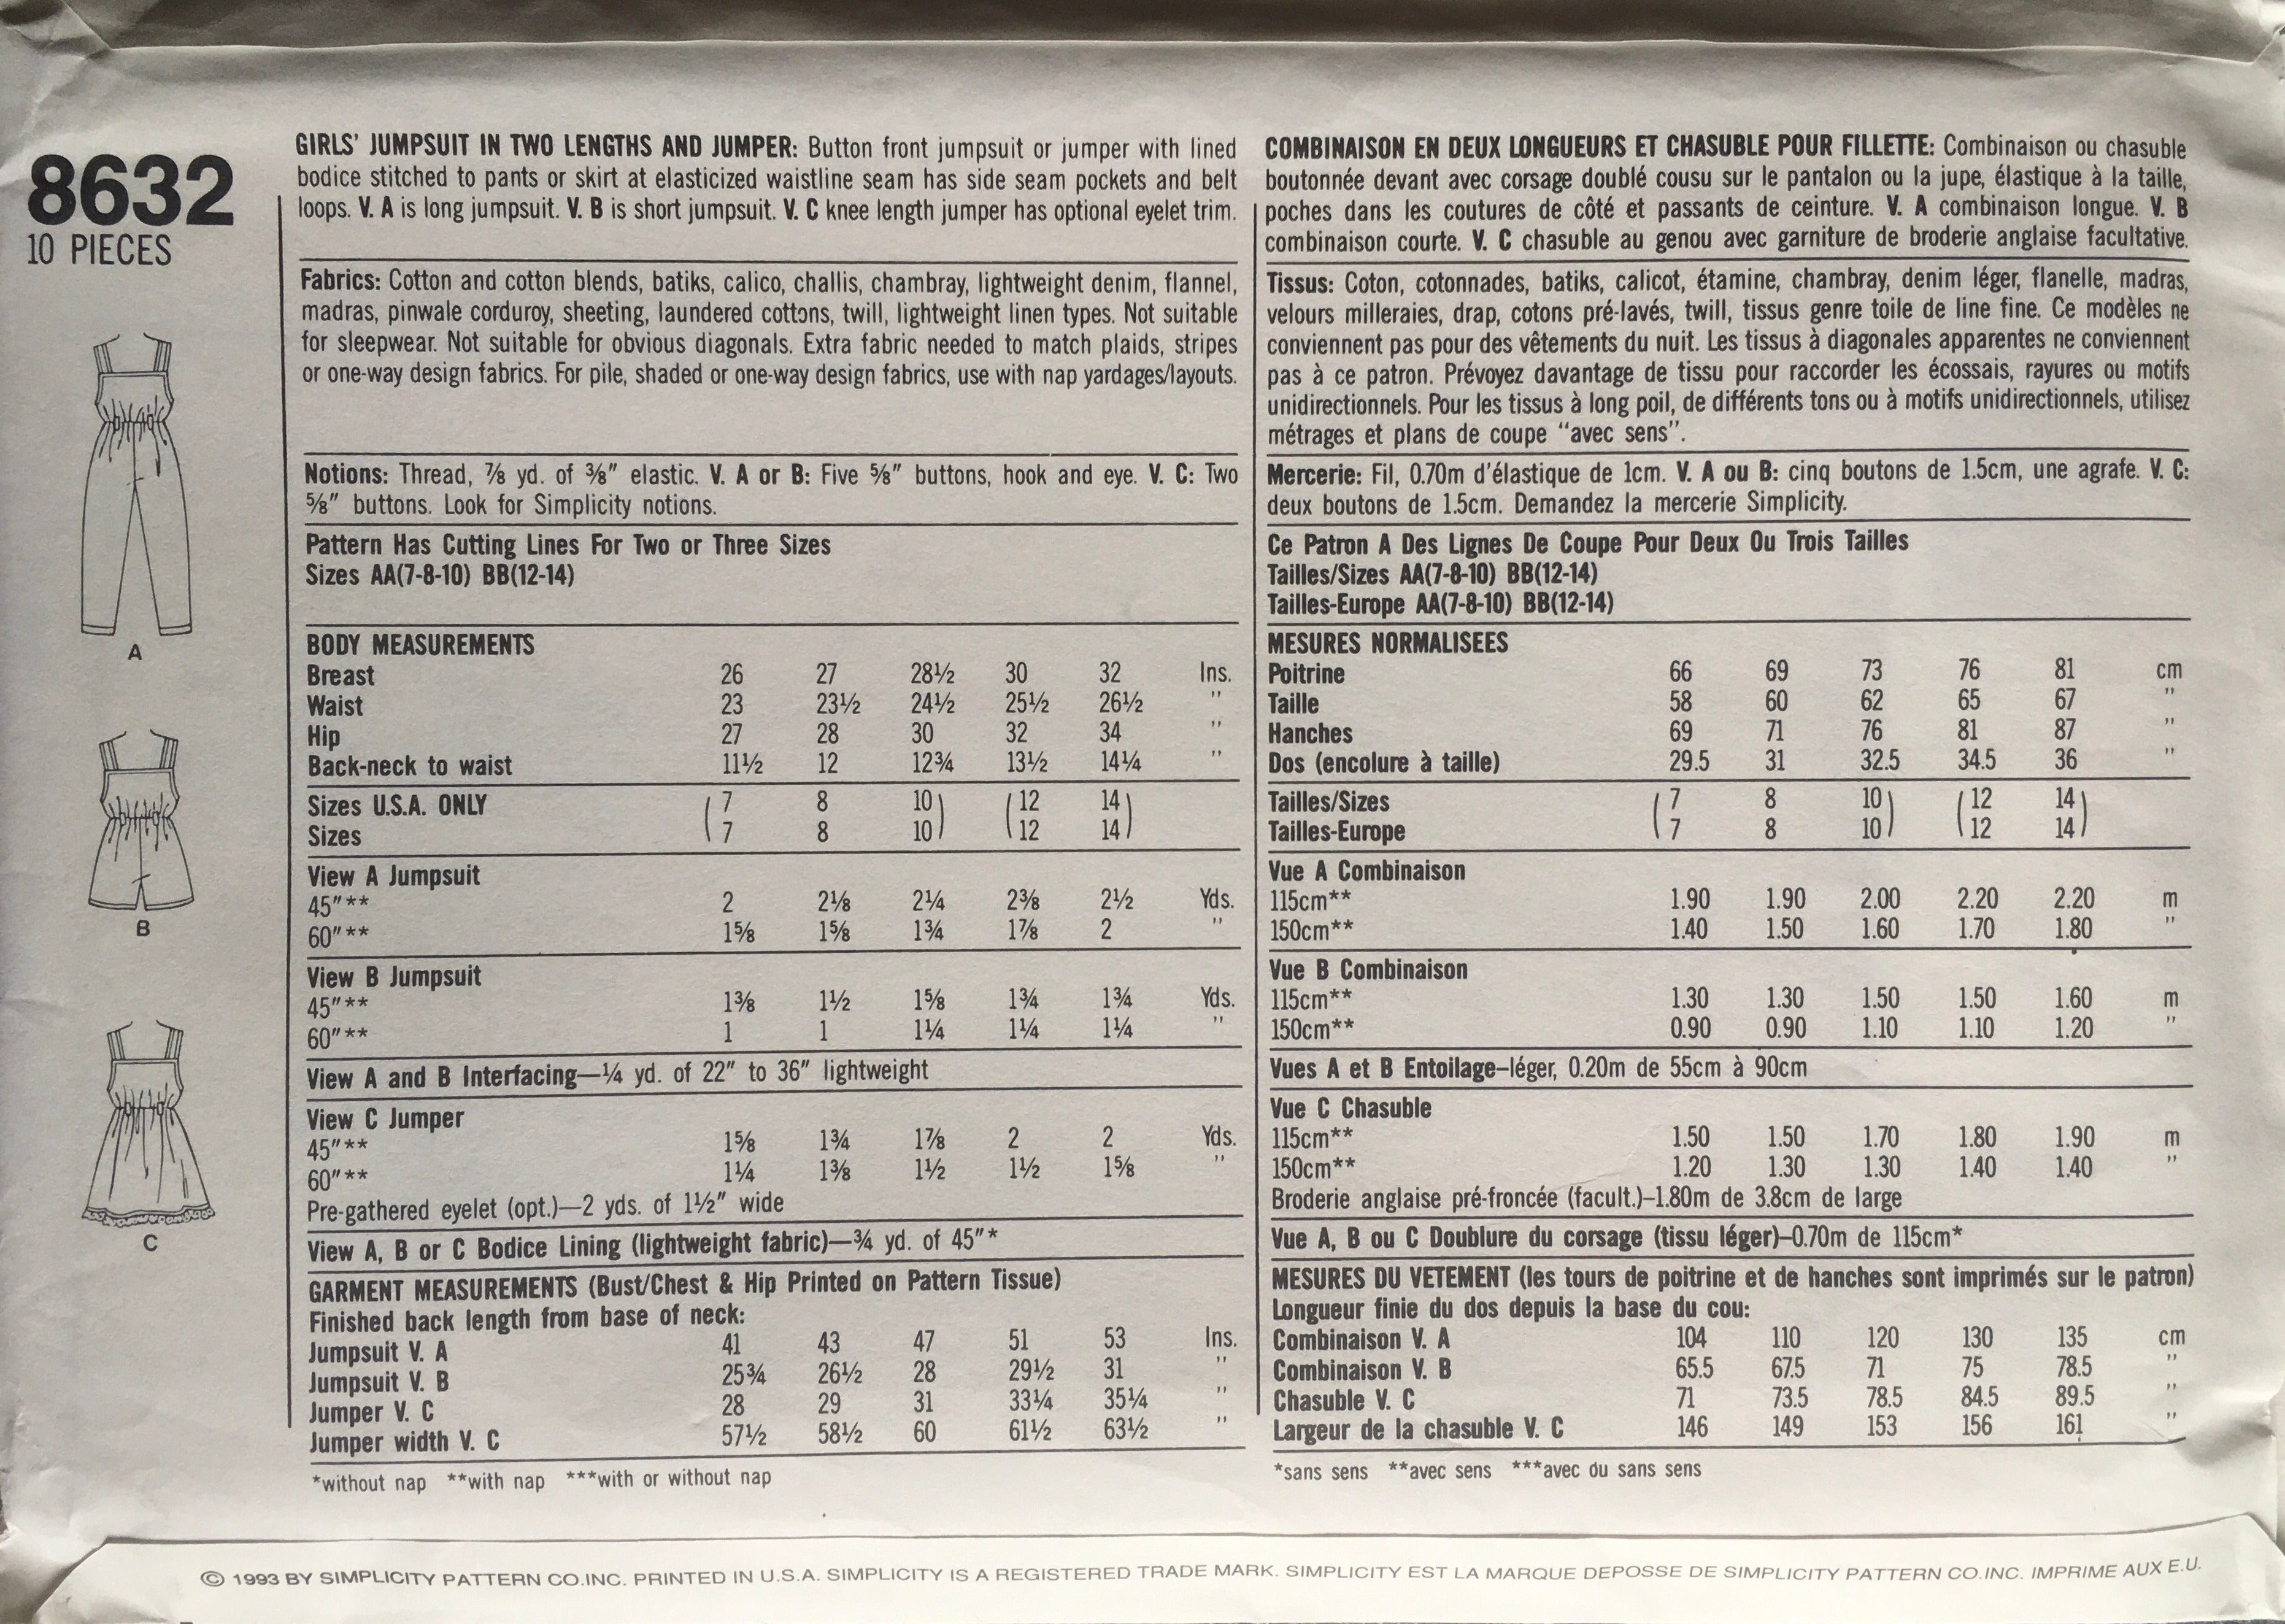 8632
10 PIECES
A
B
C
GIRLS' JUMPSUIT IN TWO LENGTHS AND JUMPER: Button front jumpsuit or jumper with lined
bodice stitched to pants or skirt at elasticized waistline seam has side seam pockets and belt
loops. V. A is long jumpsuit. V. B is short jumpsuit. V. C knee length jumper has optional eyelet trim.
Fabrics: Cotton and cotton blends, batiks, calico, challis, chambray, lightweight denim, flannel,
madras, pinwale corduroy, sheeting, laundered cottons, twill, lightweight linen types. Not suitable
for sleepwear. Not suitable for obvious diagonals. Extra fabric needed to match plaids, stripes
or one-way design fabrics. For pile, shaded or one-way design fabrics, use with nap yardages/layouts.
Notions: Thread, ⅞ yd. of ⅜" elastic. V. A or B: Five ⅝" buttons, hook and eye. V. C: Two
⅝" buttons. Look for Simplicity notions.
Pattern Has Cutting Lines For Two or Three Sizes
Sizes AA(7-8-10) BB(12-14)
BODY MEASUREMENTS
Breast 26 27 28½ 30 32 Ins.
Waist 23 23½ 24½ 25½ 26½ "
Hip 27 28 30 32 34 "
Back-neck to waist 11½ 12 12¾ 13½ 14¼ "
Sizes U.S.A. ONLY (7 8 10) (12 14)
Sizes (7 8 10) (12 14)
View A Jumpsuit
45"** 2 2⅛ 2¼ 2⅜ 2½ Yds.
60"** 1⅝ 1⅝ 1¾ 1⅞ 2 "
View B Jumpsuit
45"** 1⅜ 1½ 1⅝ 1¾ 1¾ Yds.
60"** 1 1 1¼ 1¼ 1¼ "
View A and B Interfacing—¼ yd. of 22" to 36" lightweight
View C Jumper
45"** 1⅝ 1¾ 1⅞ 2 2 Yds.
60"** 1¼ 1⅜ 1½ 1½ 1⅝ "
Pre-gathered eyelet (opt.)—2 yds. of 1½" wide
View A, B or C Bodice Lining (lightweight fabric)—¾ yd. of 45"*
GARMENT MEASUREMENTS (Bust/Chest & Hip Printed on Pattern Tissue)
Finished back length from base of neck:
Jumpsuit V. A 41 43 47 51 53 Ins.
Jumpsuit V. B 25¾ 26½ 28 29½ 31 "
Jumper V. C 28 29 31 33¼ 35¼ "
Jumper width V. C 57½ 58½ 60 61½ 63½ "
*without nap **with nap ***with or without nap
COMBINAISON EN DEUX LONGUEURS ET CHASUBLE POUR FILLETTE: Combinaison ou chasuble
boutonnée devant avec corsage doublé cousu sur le pantalon ou la jupe, élastique à la taille,
poches dans les coutures de côté et passants de ceinture. V. A combinaison longue. V. B
combinaison courte. V. C chasuble au genou avec garniture de broderie anglaise facultative.
Tissus: Coton, cotonnades, batiks, calicot, étamine, chambray, denim léger, flanelle, madras,
velours milleraies, drap, cotons pré-lavés, twill, tissus genre toile de line fine. Ce modèles ne
conviennent pas pour des vêtements du nuit. Les tissus à diagonales apparentes ne conviennent
pas à ce patron. Prévoyez davantage de tissu pour raccorder les écossais, rayures ou motifs
unidirectionnels. Pour les tissus à long poil, de différents tons ou à motifs unidirectionnels, utilisez
métrages et plans de coupe "avec sens".
Mercerie: Fil, 0.70m d'élastique de 1cm. V. A ou B: cinq boutons de 1.5cm, une agrafe. V. C:
deux boutons de 1.5cm. Demandez la mercerie Simplicity.
Ce Patron A Des Lignes De Coupe Pour Deux Ou Trois Tailles
Tailles/Sizes AA(7-8-10) BB(12-14)
Tailles-Europe AA(7-8-10) BB(12-14)
MESURES NORMALISEES
Poitrine 66 69 73 76 81 cm
Taille 58 60 62 65 67 "
Hanches 69 71 76 81 87 "
Dos (encolure à taille) 29.5 31 32.5 34.5 36 "
Tailles/Sizes (7 8 10) (12 14)
Tailles-Europe (7 8 10) (12 14)
Vue A Combinaison
115cm** 1.90 1.90 2.00 2.20 2.20 m
150cm** 1.40 1.50 1.60 1.70 1.80 "
Vue B Combinaison
115cm** 1.30 1.30 1.50 1.50 1.60 m
150cm** 0.90 0.90 1.10 1.10 1.20 "
Vues A et B Entoilage–léger, 0.20m de 55cm à 90cm
Vue C Chasuble
115cm** 1.50 1.50 1.70 1.80 1.90 m
150cm** 1.20 1.30 1.30 1.40 1.40 "
Broderie anglaise pré-froncée (facult.)–1.80m de 3.8cm de large
Vue A, B ou C Doublure du corsage (tissu léger)–0.70m de 115cm*
MESURES DU VETEMENT (les tours de poitrine et de hanches sont imprimés sur le patron)
Longueur finie du dos depuis la base du cou:
Combinaison V. A 104 110 120 130 135 cm
Combinaison V. B 65.5 67.5 71 75 78.5 "
Chasuble V. C 71 73.5 78.5 84.5 89.5 "
Largeur de la chasuble V. C 146 149 153 156 161 "
*sans sens **avec sens ***avec ou sans sens
© 1993 BY SIMPLICITY PATTERN CO.INC. PRINTED IN U.S.A. SIMPLICITY IS A REGISTERED TRADE MARK. SIMPLICITY EST LA MARQUE DEPOSSE DE SIMPLICITY PATTERN CO.INC. IMPRIME AUX E.U.